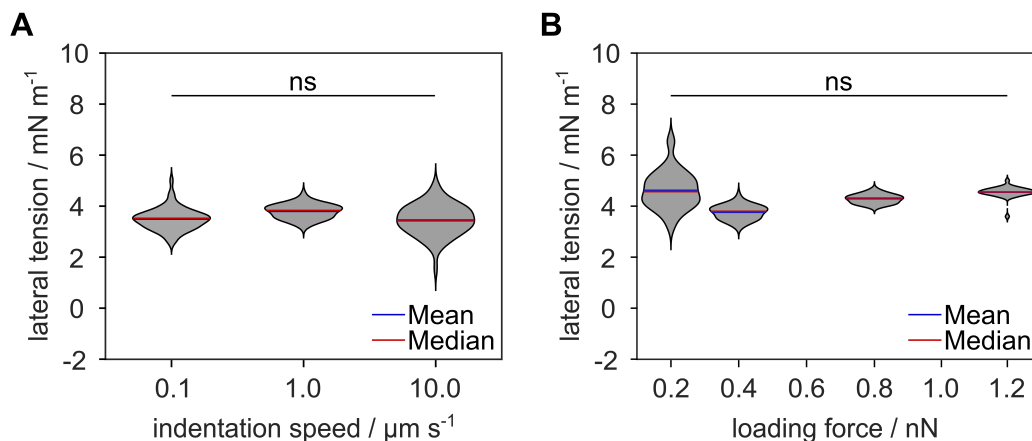 A
lateral tension / mN m⁻¹
10
8
6
4
2
0
-2
ns
Mean
Median
0.1 1.0 10.0
indentation speed / µm s⁻¹
B
lateral tension / mN m⁻¹
10
8
6
4
2
0
-2
ns
Mean
Median
0.2 0.4 0.6 0.8 1.0 1.2
loading force / nN